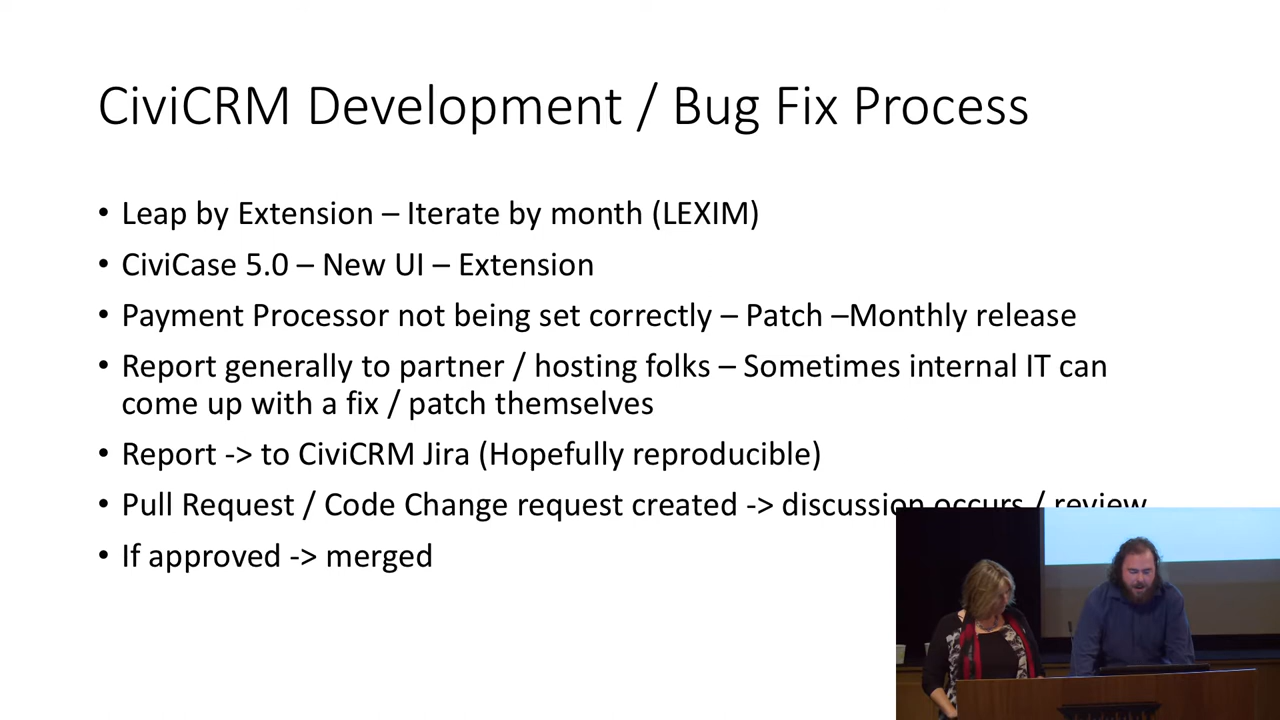 CiviCRM Development / Bug Fix Process
• Leap by Extension – Iterate by month (LEXIM)
• CiviCase 5.0 – New UI – Extension
• Payment Processor not being set correctly – Patch –Monthly release
• Report generally to partner / hosting folks – Sometimes internal IT can
come up with a fix / patch themselves
• Report -> to CiviCRM Jira (Hopefully reproducible)
• Pull Request / Code Change request created -> discussion occurs / review
• If approved -> merged